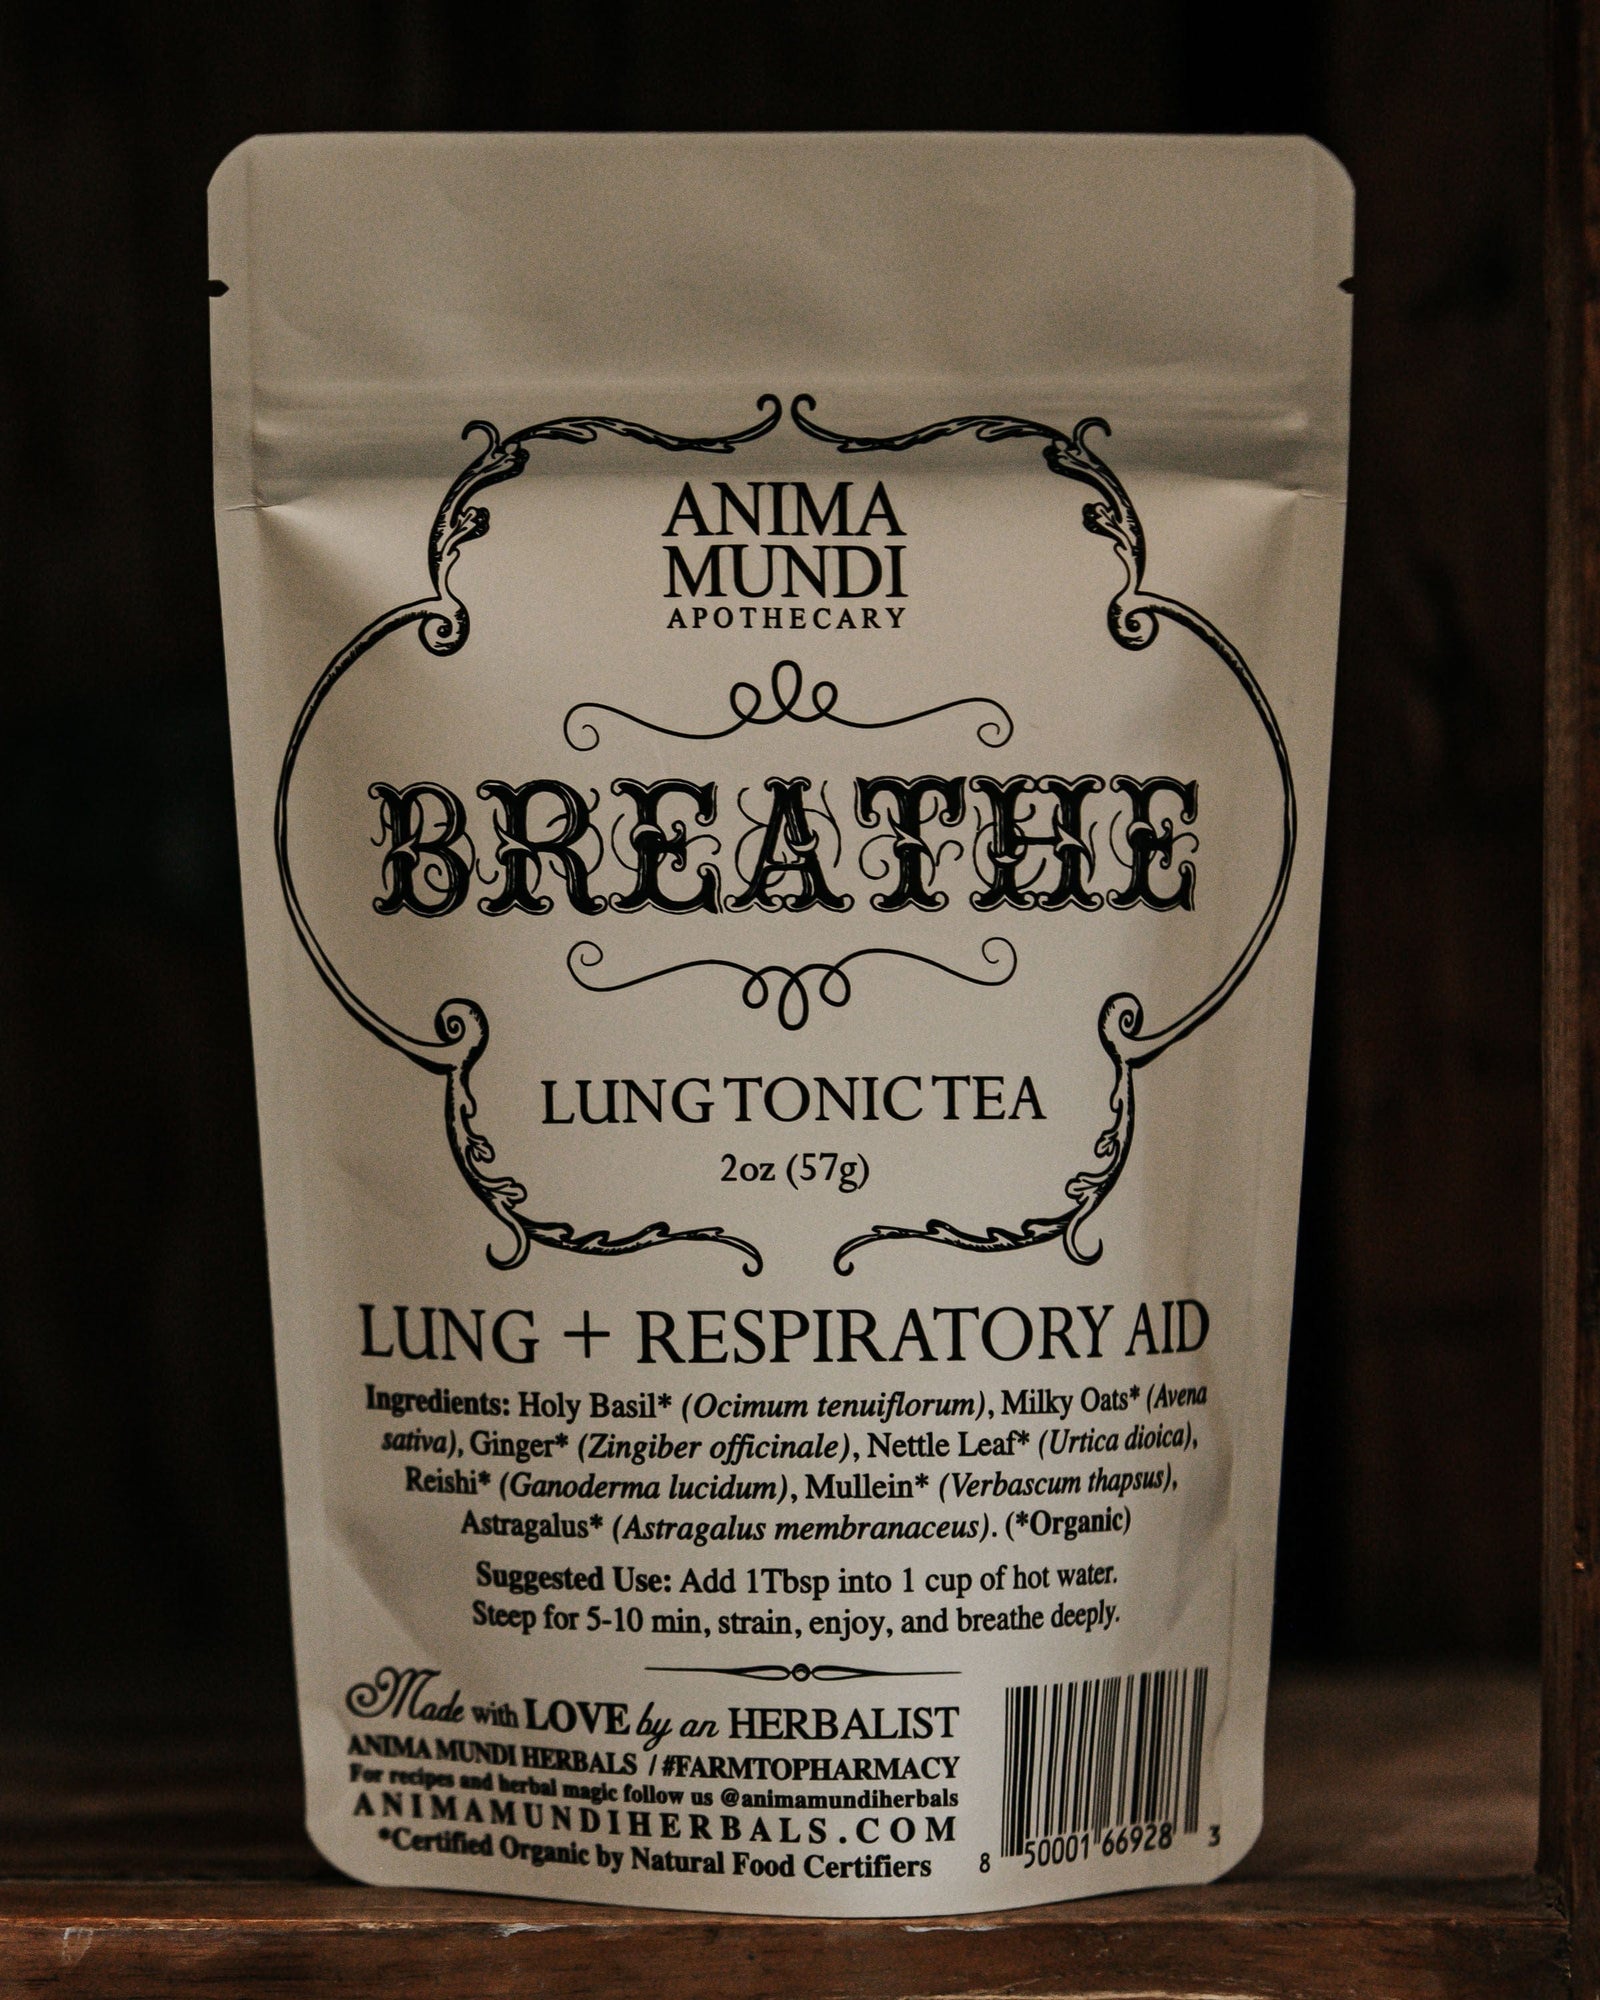 ANIMA
MUNDI
APOTHECARY
BREATHE
LUNG TONIC TEA
2oz (57g)
LUNG + RESPIRATORY AID
Ingredients: Holy Basil* (Ocimum tenuiflorum), Milky Oats* (Avena
sativa), Ginger* (Zingiber officinale), Nettle Leaf* (Urtica dioica),
Reishi* (Ganoderma lucidum), Mullein* (Verbascum thapsus),
Astragalus* (Astragalus membranaceus). (*Organic)
Suggested Use: Add 1Tbsp into 1 cup of hot water.
Steep for 5-10 min, strain, enjoy, and breathe deeply.
Made with LOVE by an HERBALIST
ANIMA MUNDI HERBALS / #FARMTOPHARMACY
For recipes and herbal magic follow us @animamundiherbals
ANIMAMUNDIHERBALS.COM
*Certified Organic by Natural Food Certifiers
8 50001 66928 3